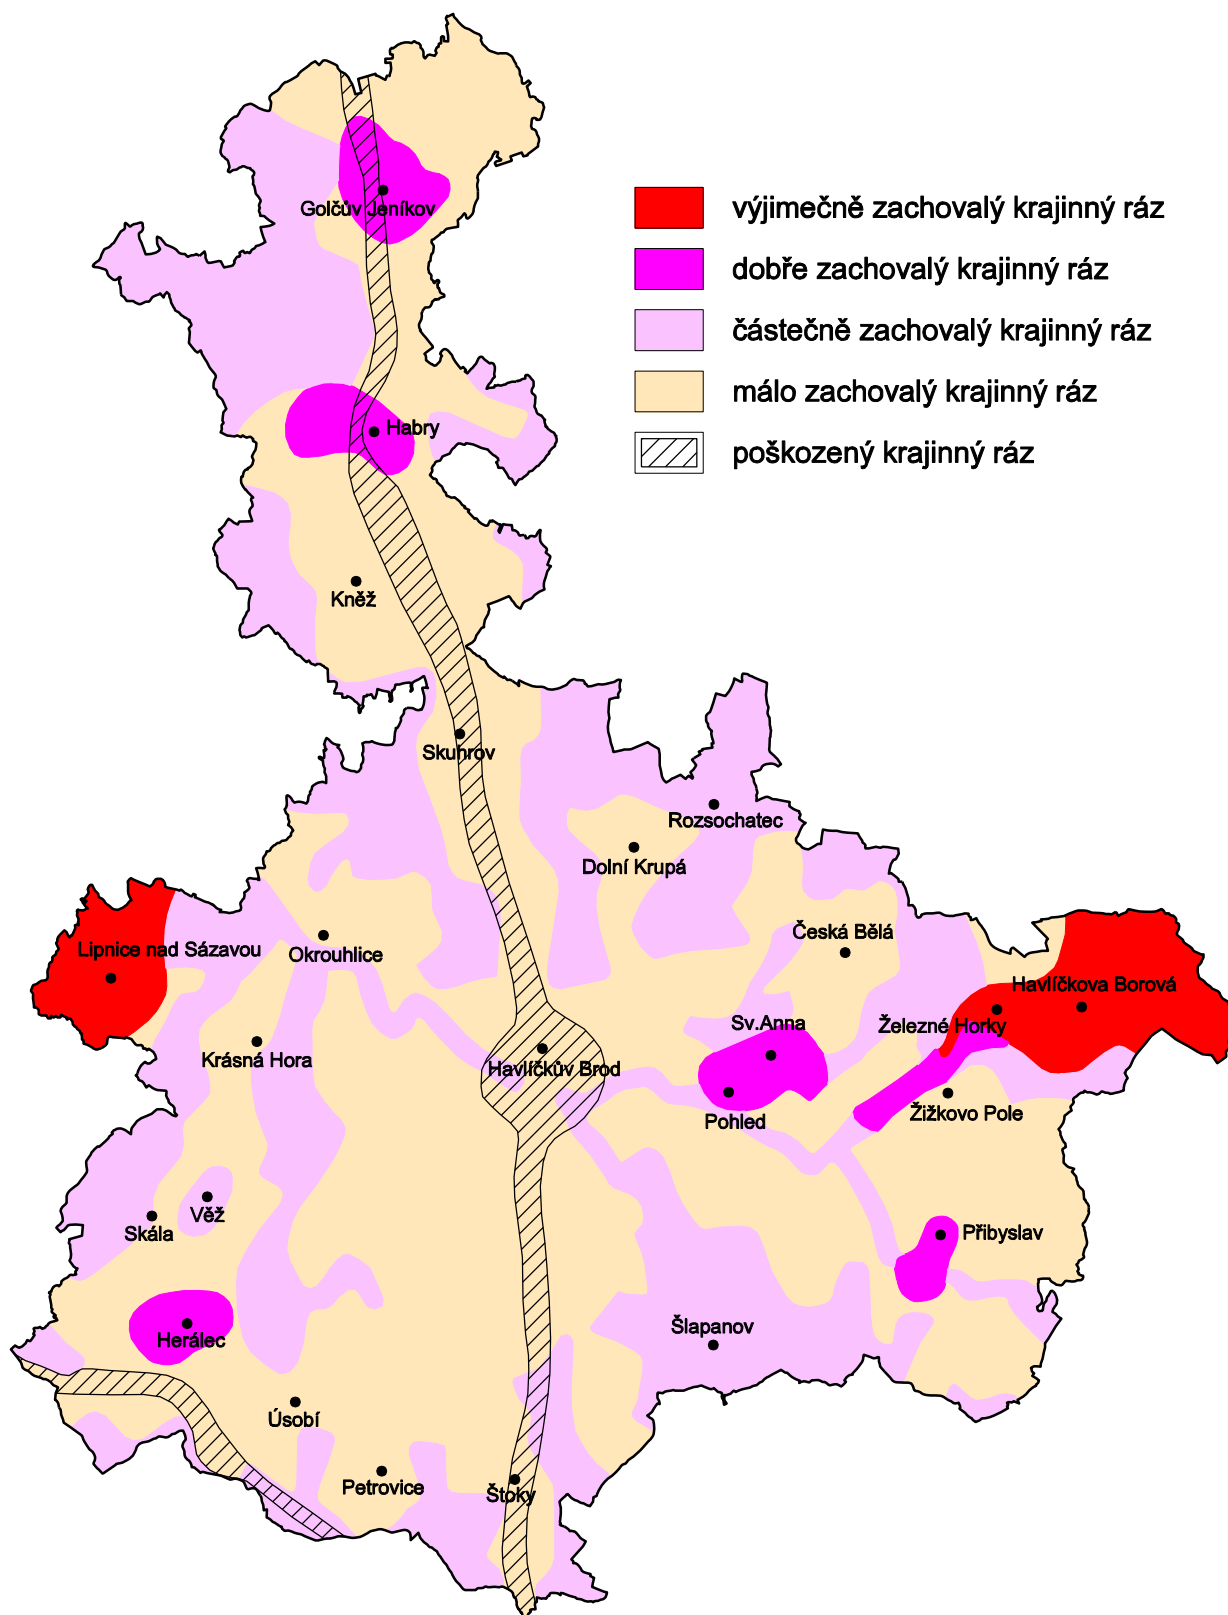 Golčův Jeníkov
výjimečně zachovalý krajinný ráz
dobře zachovalý krajinný ráz
částečně zachovalý krajinný ráz
málo zachovalý krajinný ráz
poškozený krajinný ráz
Habry
Kněž
Skuhrov
Rozsochatec
Dolní Krupá
Česká Bělá
Lipnice nad Sázavou
Okrouhlice
Havlíčkova Borová
Železné Horky
Sv.Anna
Krásná Hora
Havlíčkův Brod
Pohled
Žižkovo Pole
Věž
Skála
Přibyslav
Šlapanov
Herálec
Úsobí
Petrovice
Štoky